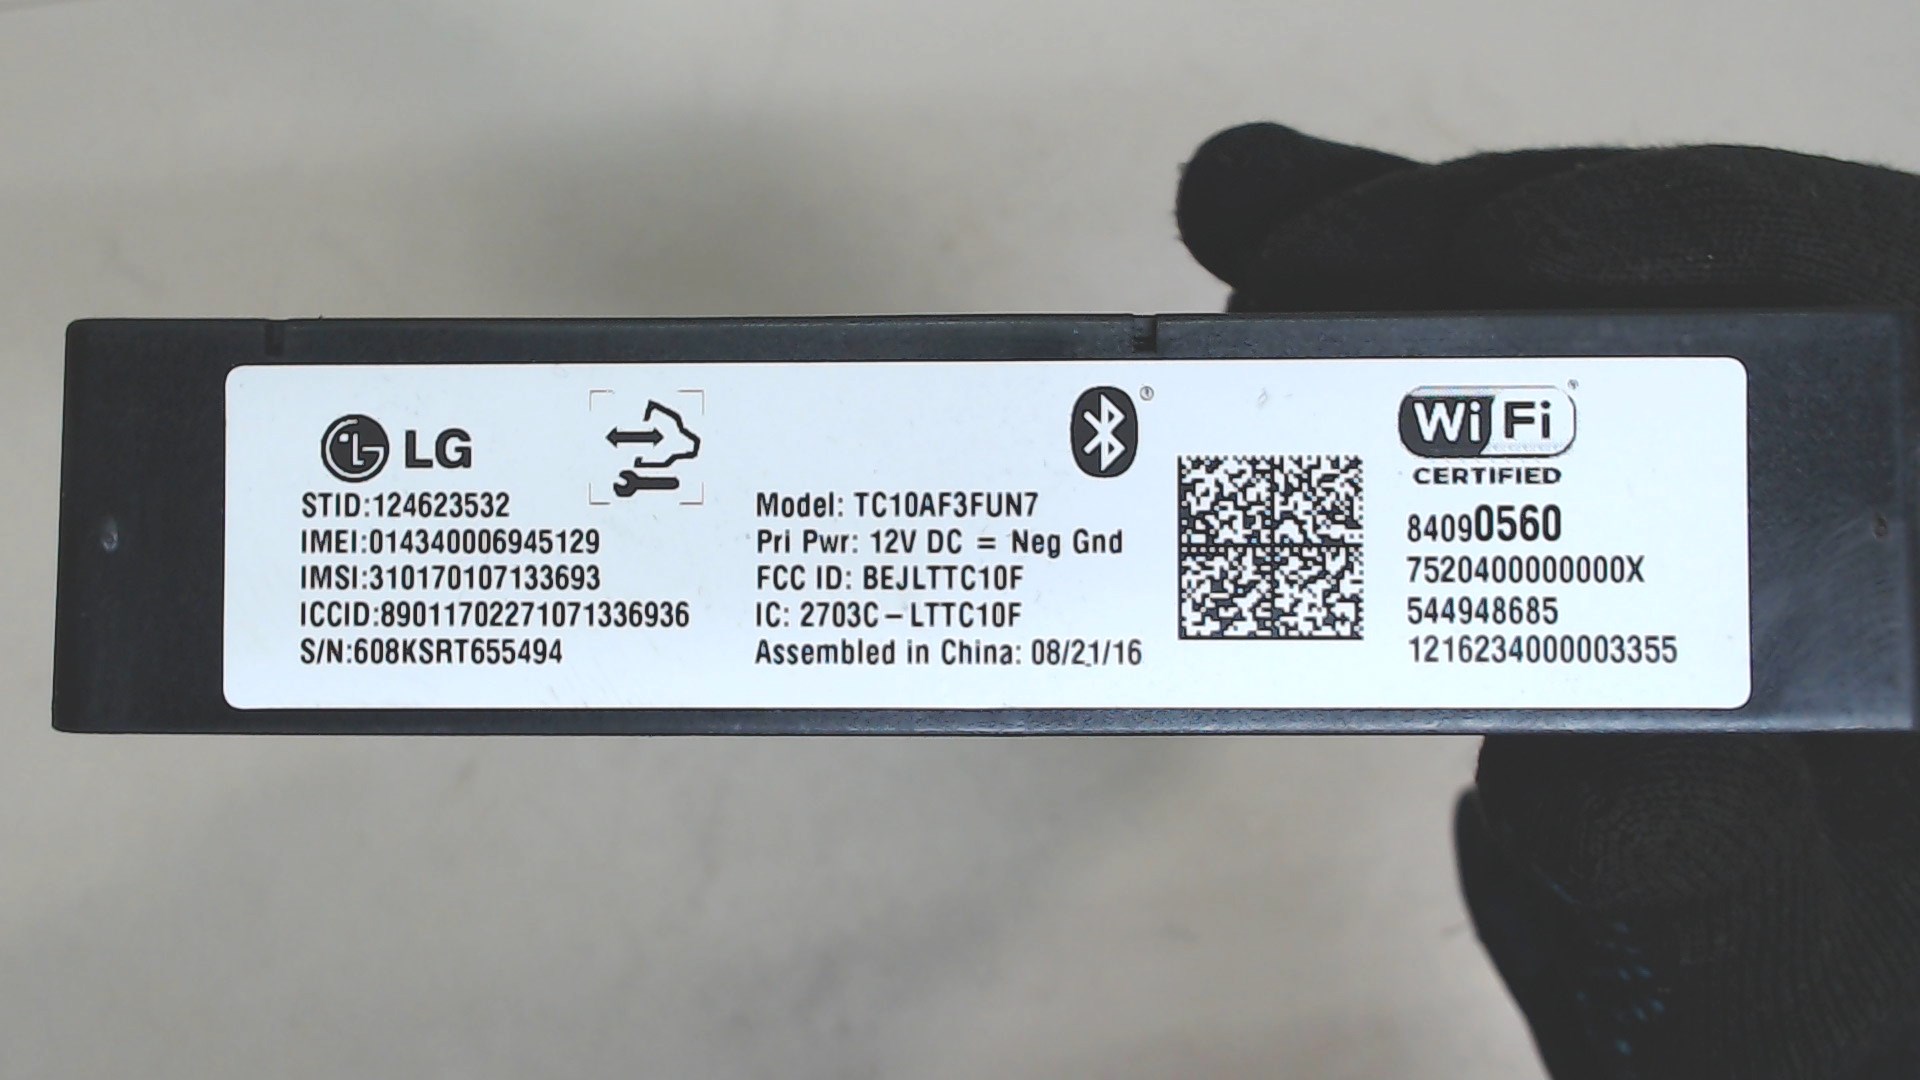 LG
STID:124623532
IMEI:014340006945129
IMSI:310170107133693
ICCID:89011702271071336936
S/N:608KSRT655494
Model: TC10AF3FUN7
Pri Pwr: 12V DC = Neg Gnd
FCC ID: BEJLTTC10F
IC: 2703C-LTTC10F
Assembled in China: 08/21/16
Wi Fi
CERTIFIED
84090560
7520400000000X
544948685
1216234000003355